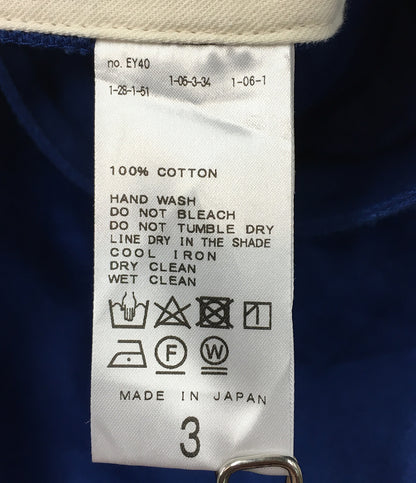 no. EY40 1-06-3-34 1-06-1
1-28-1-51
100% COTTON
HAND WASH
DO NOT BLEACH
DO NOT TUMBLE DRY
LINE DRY IN THE SHADE
COOL IRON
DRY CLEAN
WET CLEAN
F W
MADE IN JAPAN
3